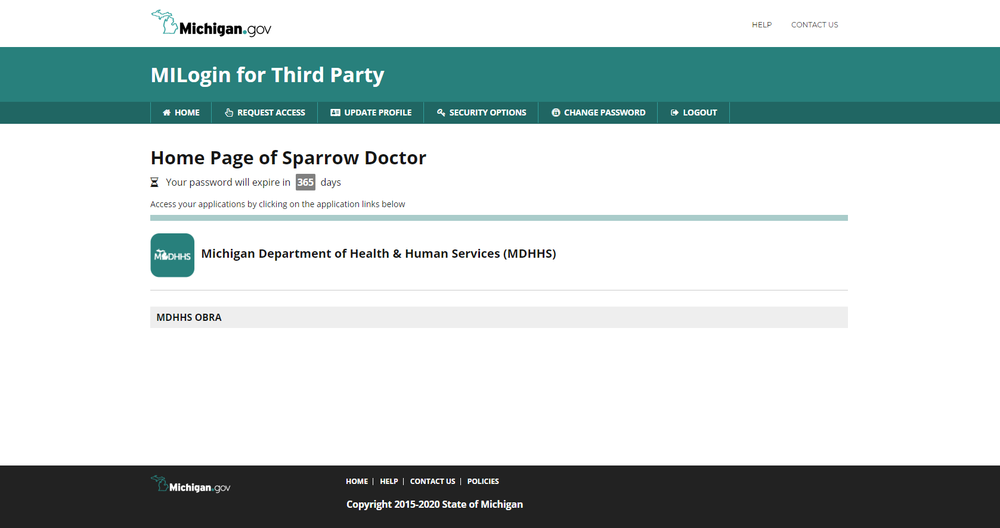 Michigan.gov
HELP CONTACT US
MILogin for Third Party
HOME REQUEST ACCESS UPDATE PROFILE SECURITY OPTIONS CHANGE PASSWORD LOGOUT
Home Page of Sparrow Doctor
Your password will expire in 365 days
Access your applications by clicking on the application links below
MDHHS
Michigan Department of Health & Human Services (MDHHS)
MDHHS OBRA
Michigan.gov
HOME | HELP | CONTACT US | POLICIES
Copyright 2015-2020 State of Michigan